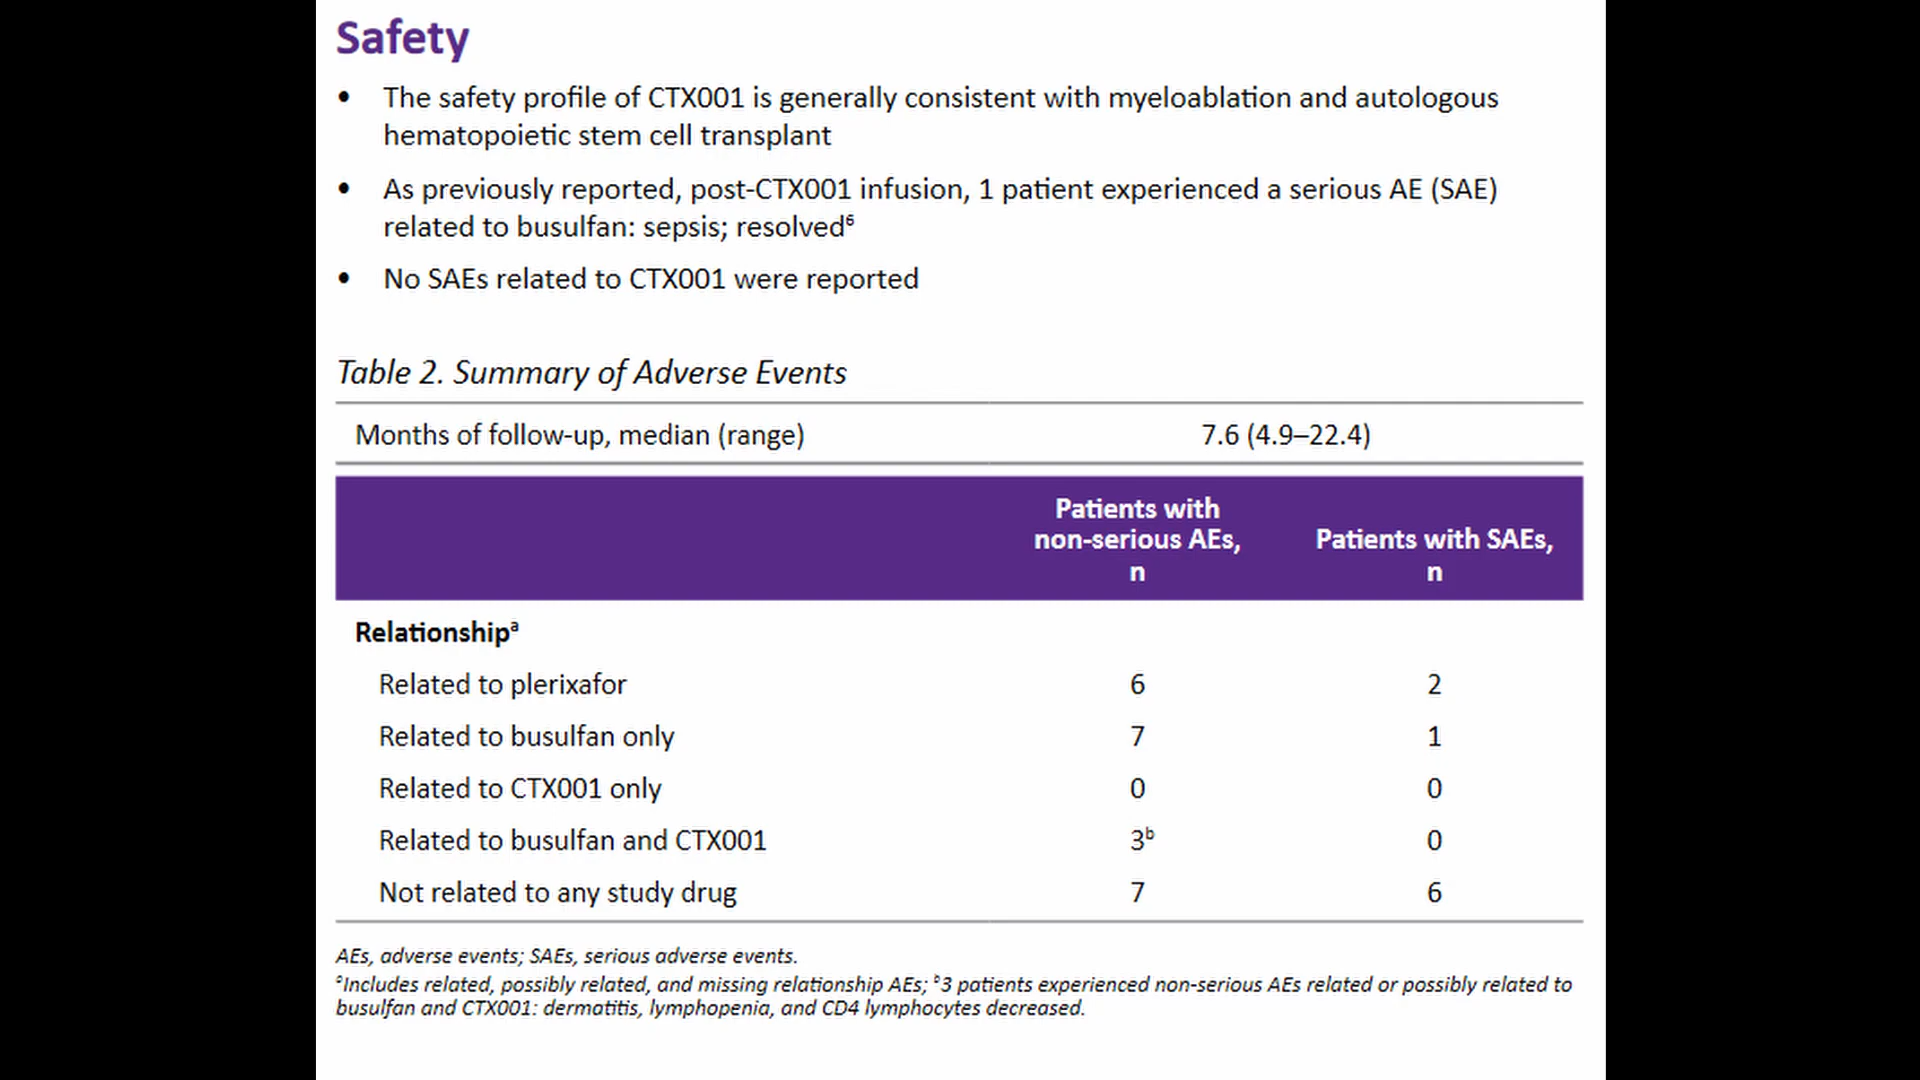 Safety
• The safety profile of CTX001 is generally consistent with myeloablation and autologous
hematopoietic stem cell transplant
• As previously reported, post-CTX001 infusion, 1 patient experienced a serious AE (SAE)
related to busulfan: sepsis; resolved⁶
• No SAEs related to CTX001 were reported
Table 2. Summary of Adverse Events
Months of follow-up, median (range) 7.6 (4.9–22.4)
Patients with
non-serious AEs,
n
Patients with SAEs,
n
Relationshipᵃ
Related to plerixafor 6 2
Related to busulfan only 7 1
Related to CTX001 only 0 0
Related to busulfan and CTX001 3ᵇ 0
Not related to any study drug 7 6
AEs, adverse events; SAEs, serious adverse events.
ᵃIncludes related, possibly related, and missing relationship AEs; ᵇ3 patients experienced non-serious AEs related or possibly related to
busulfan and CTX001: dermatitis, lymphopenia, and CD4 lymphocytes decreased.